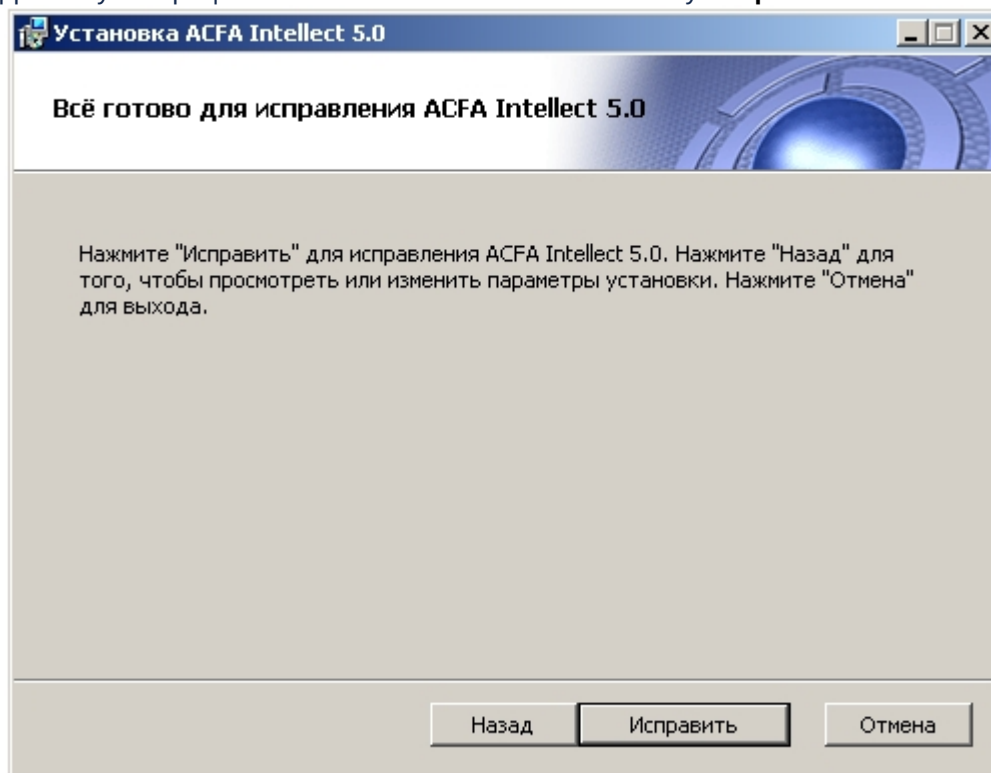 Установка ACFA Intellect 5.0
Всё готово для исправления ACFA Intellect 5.0
Нажмите "Исправить" для исправления ACFA Intellect 5.0. Нажмите "Назад" для
того, чтобы просмотреть или изменить параметры установки. Нажмите "Отмена"
для выхода.
Назад Исправить Отмена